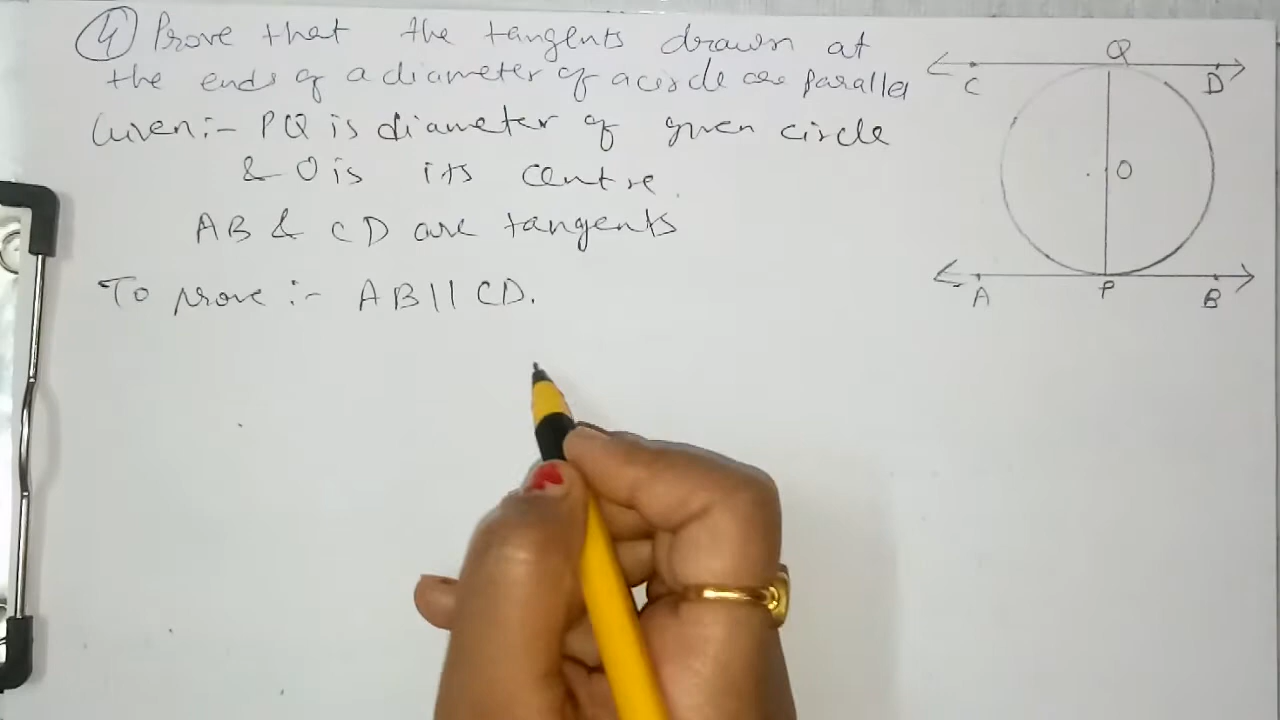 4 Prove that the tangents drawn at
the ends of a diameter of a circle are parallel
Given:- PQ is diameter of given circle
& O is its centre.
AB & CD are tangents
To prove :- AB || CD.
Q
C D
O
A P B